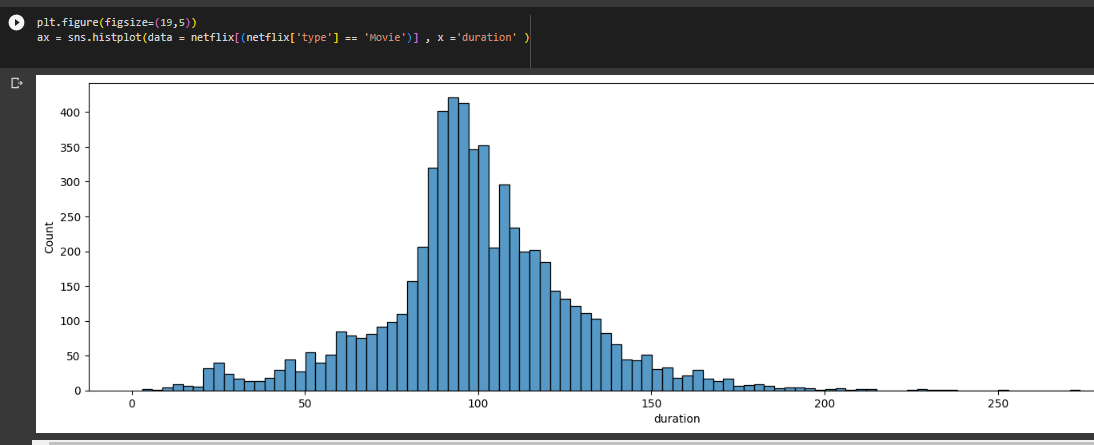 plt.figure(figsize=(19,5))
ax = sns.histplot(data = netflix[(netflix['type'] == 'Movie')] , x ='duration' )
400
350
300
250
200
150
100
50
0
Count
0 50 100 150 200 250
duration